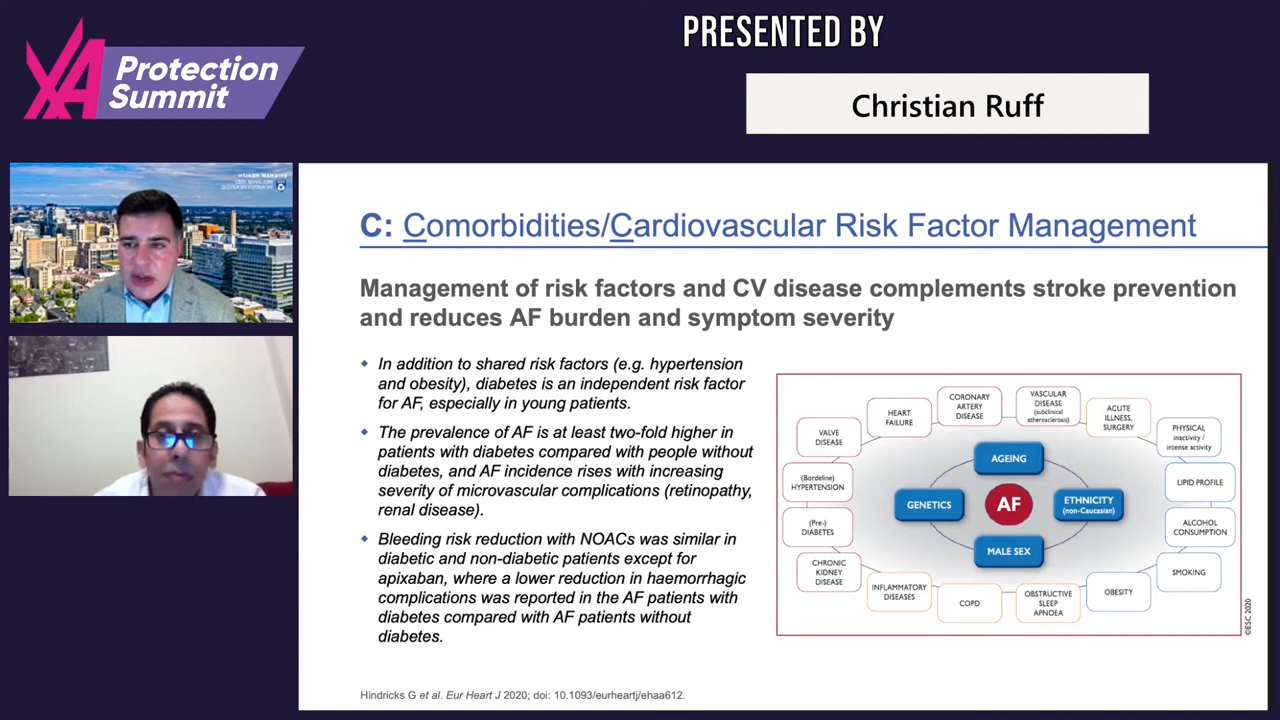 PRESENTED BY
Protection
Summit
Christian Ruff
C: Comorbidities/Cardiovascular Risk Factor Management
Management of risk factors and CV disease complements stroke prevention
and reduces AF burden and symptom severity
In addition to shared risk factors (e.g. hypertension
and obesity), diabetes is an independent risk factor
for AF, especially in young patients.
The prevalence of AF is at least two-fold higher in
patients with diabetes compared with people without
diabetes, and AF incidence rises with increasing
severity of microvascular complications (retinopathy,
renal disease).
Bleeding risk reduction with NOACs was similar in
diabetic and non-diabetic patients except for
apixaban, where a lower reduction in haemorrhagic
complications was reported in the AF patients with
diabetes compared with AF patients without
diabetes.
VALVE
DISEASE
HEART
FAILURE
CORONARY
ARTERY
DISEASE
VASCULAR
DISEASE
(subclinical
atherosclerosis)
ACUTE
ILLNESS,
SURGERY
PHYSICAL
inactivity /
intense activity
(Bordeline)
HYPERTENSION
LIPID PROFILE
(Pre-)
DIABETES
ALCOHOL
CONSUMPTION
CHRONIC
KIDNEY
DISEASE
SMOKING
INFLAMMATORY
DISEASES
COPD
OBSTRUCTIVE
SLEEP
APNOEA
OBESITY
AGEING
GENETICS
AF
ETHNICITY
(non-Caucasian)
MALE SEX
©ESC 2020
Hindricks G et al. Eur Heart J 2020; doi: 10.1093/eurheartj/ehaa612.